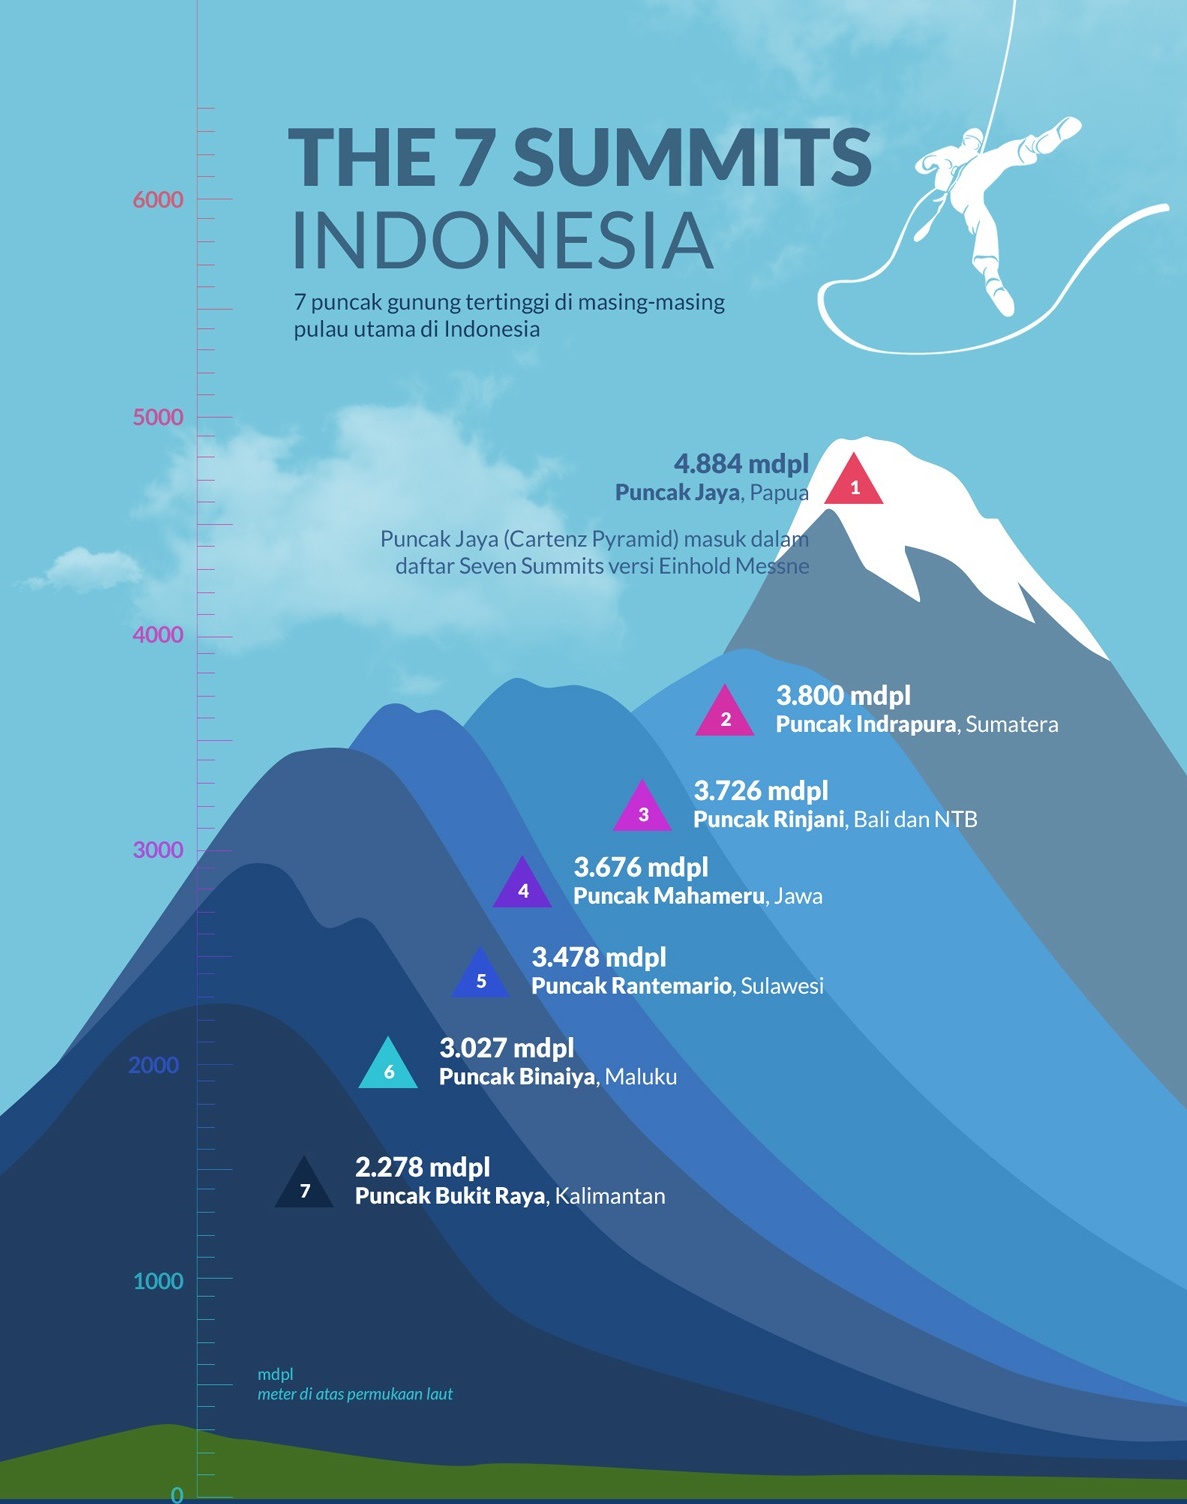 THE 7 SUMMITS
INDONESIA
7 puncak gunung tertinggi di masing-masing
pulau utama di Indonesia
6000
5000
4000
3000
2000
1000
0
4.884 mdpl
Puncak Jaya, Papua
1
Puncak Jaya (Cartenz Pyramid) masuk dalam
daftar Seven Summits versi Einhold Messne
2
3.800 mdpl
Puncak Indrapura, Sumatera
3
3.726 mdpl
Puncak Rinjani, Bali dan NTB
4
3.676 mdpl
Puncak Mahameru, Jawa
5
3.478 mdpl
Puncak Rantemario, Sulawesi
6
3.027 mdpl
Puncak Binaiya, Maluku
7
2.278 mdpl
Puncak Bukit Raya, Kalimantan
mdpl
meter di atas permukaan laut